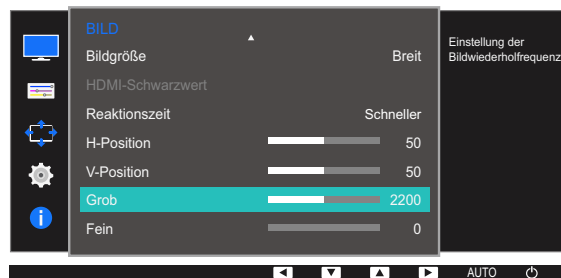 BILD
Bildgröße Breit
HDMI-Schwarzwert
Reaktionszeit Schneller
H-Position 50
V-Position 50
Grob 2200
Fein 0
Einstellung der
Bildwiederholfrequenz
AUTO